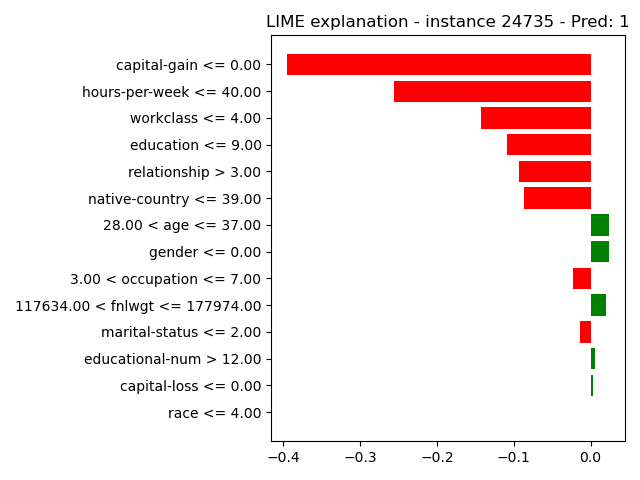 LIME explanation - instance 24735 - Pred: 1
capital-gain <= 0.00
hours-per-week <= 40.00
workclass <= 4.00
education <= 9.00
relationship > 3.00
native-country <= 39.00
28.00 < age <= 37.00
gender <= 0.00
3.00 < occupation <= 7.00
117634.00 < fnlwgt <= 177974.00
marital-status <= 2.00
educational-num > 12.00
capital-loss <= 0.00
race <= 4.00
−0.4 −0.3 −0.2 −0.1 0.0